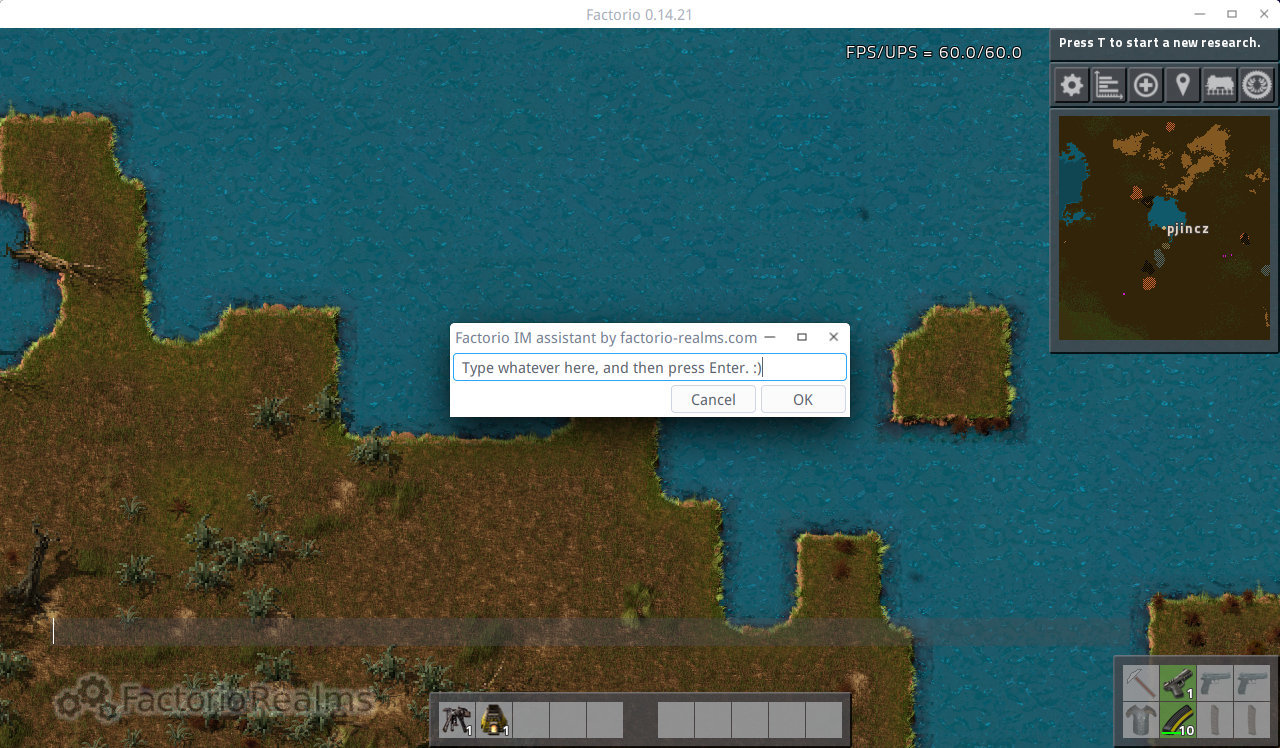 Factorio 0.14.21
FPS/UPS = 60.0/60.0
Press T to start a new research.
pjincz
Factorio IM assistant by factorio-realms.com
Type whatever here, and then press Enter. :)
Cancel
OK
FactorioRealms
1
1
1
10